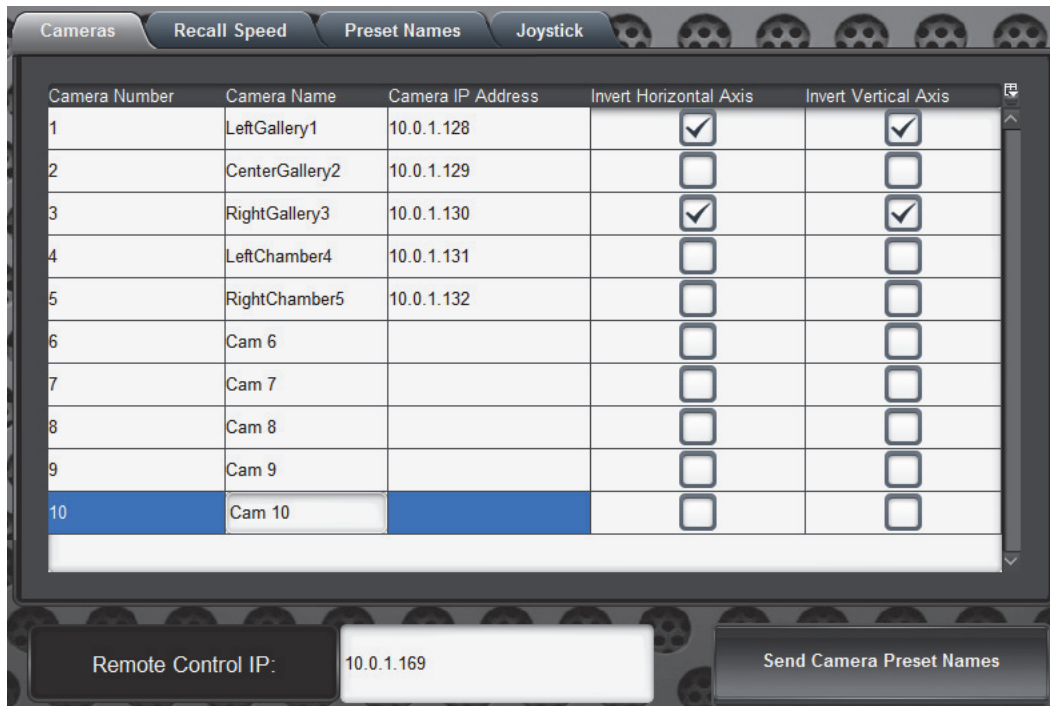 Cameras Recall Speed Preset Names Joystick
Camera Number Camera Name Camera IP Address Invert Horizontal Axis Invert Vertical Axis
1 LeftGallery1 10.0.1.128
2 CenterGallery2 10.0.1.129
3 RightGallery3 10.0.1.130
4 LeftChamber4 10.0.1.131
5 RightChamber5 10.0.1.132
6 Cam 6
7 Cam 7
8 Cam 8
9 Cam 9
10 Cam 10
Remote Control IP: 10.0.1.169 Send Camera Preset Names